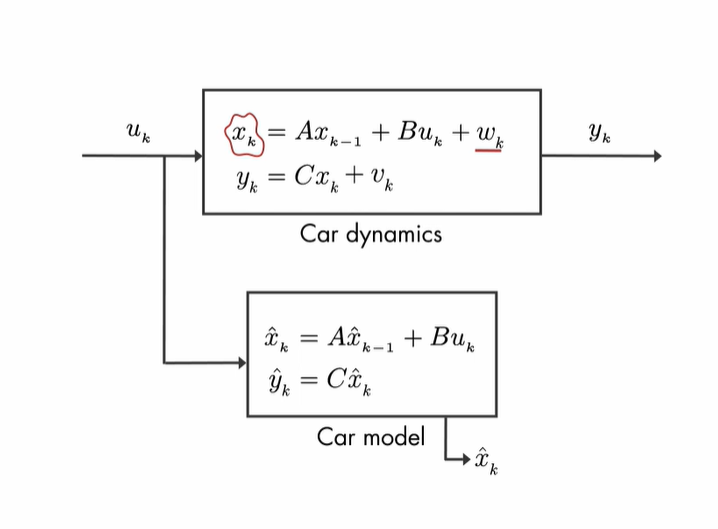 u_k
x_k = Ax_{k−1} + Bu_k + w_k
y_k = Cx_k + v_k
y_k
Car dynamics
x̂_k = Ax̂_{k−1} + Bu_k
ŷ_k = Cx̂_k
Car model
x̂_k